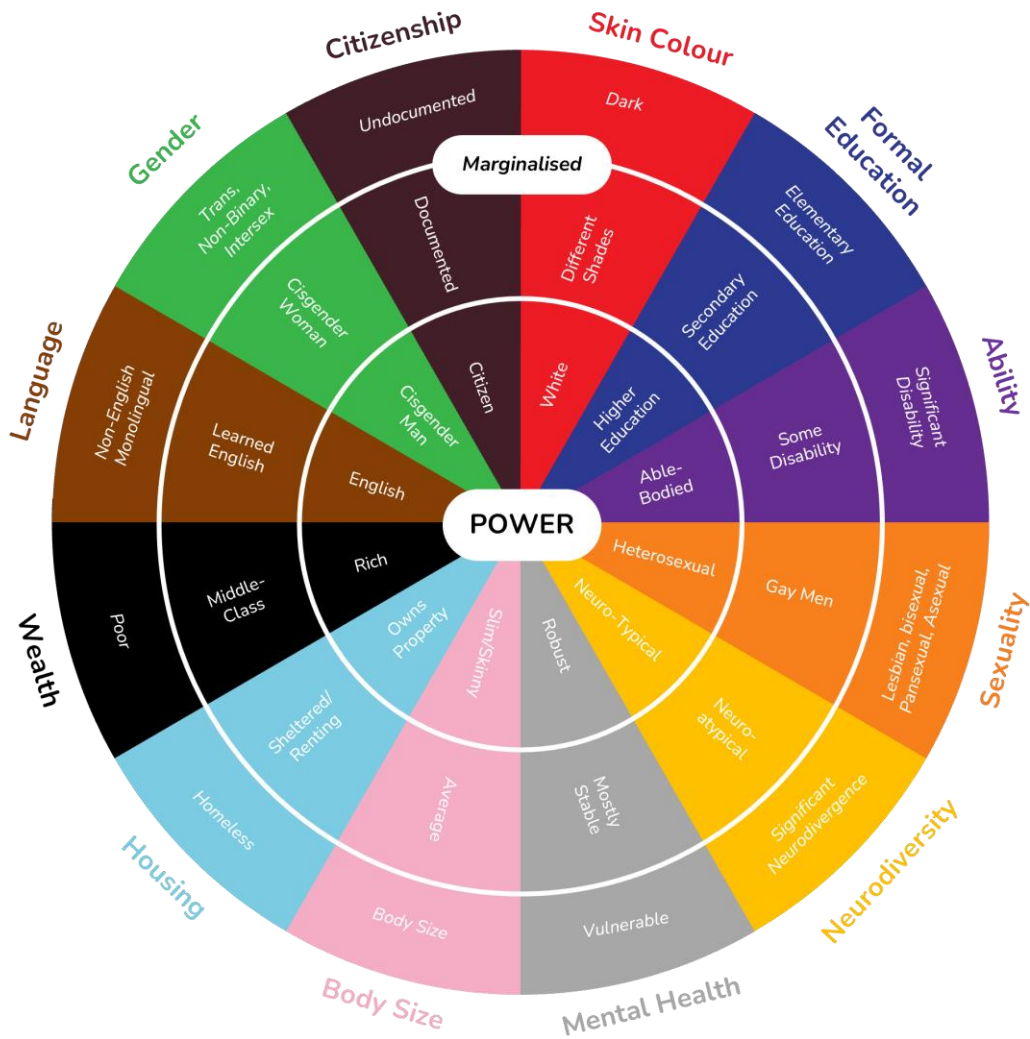 Citizenship
Undocumented
Documented
Citizen
Skin Colour
Dark
Different
Shades
White
Formal
Education
Elementary
Education
Secondary
Education
Higher
Education
Ability
Significant
Disability
Some
Disability
Able-
Bodied
Sexuality
Lesbian, bisexual,
Pansexual, Asexual
Gay Men
Heterosexual
Neurodiversity
Significant
Neurodivergence
Neuro-
atypical
Neuro-Typical
Mental Health
Vulnerable
Mostly
Stable
Robust
Body Size
Body Size
Average
Slim/Skinny
Housing
Homeless
Sheltered/
Renting
Owns
Property
Wealth
Poor
Middle-
Class
Rich
Language
Non-English
Monolingual
Learned
English
English
Gender
Trans,
Non-Binary,
Intersex
Cisgender
Woman
Cisgender
Man
Marginalised
POWER